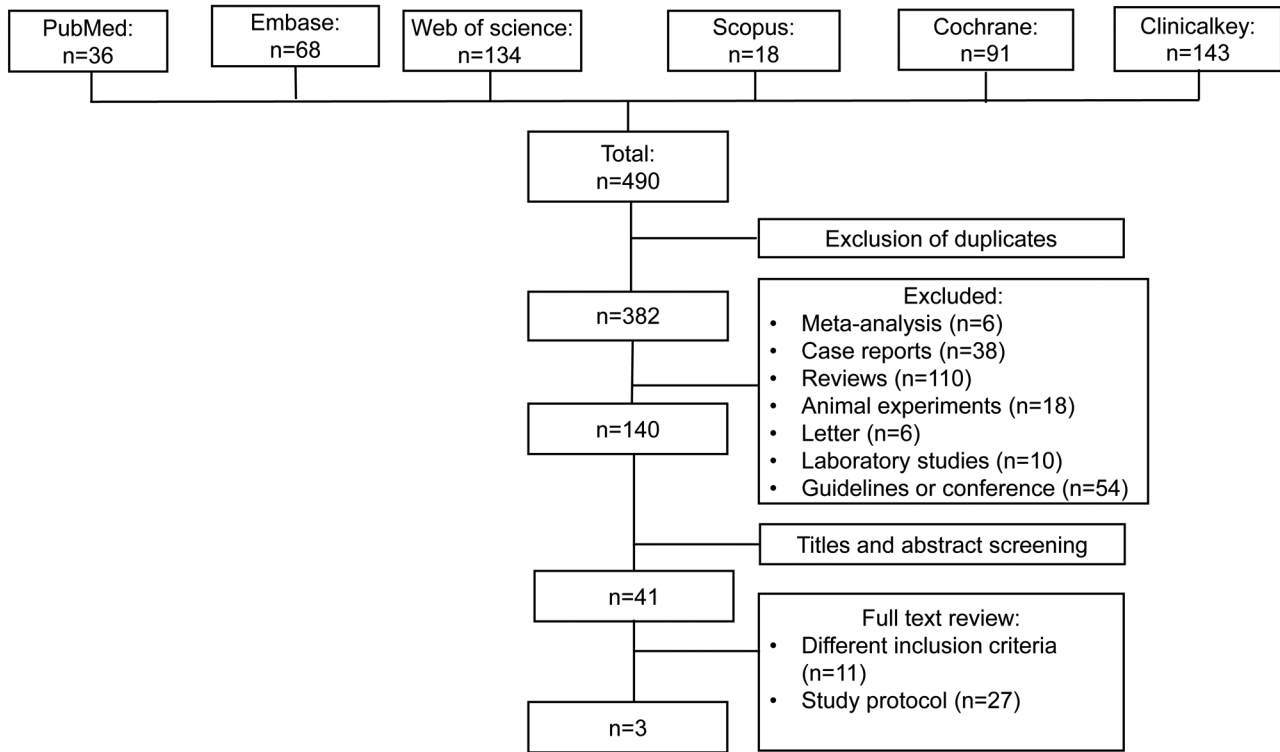 PubMed:
n=36
Embase:
n=68
Web of science:
n=134
Scopus:
n=18
Cochrane:
n=91
Clinicalkey:
n=143
Total:
n=490
Exclusion of duplicates
n=382
Excluded:
• Meta-analysis (n=6)
• Case reports (n=38)
• Reviews (n=110)
• Animal experiments (n=18)
• Letter (n=6)
• Laboratory studies (n=10)
• Guidelines or conference (n=54)
n=140
Titles and abstract screening
n=41
Full text review:
• Different inclusion criteria
(n=11)
• Study protocol (n=27)
n=3